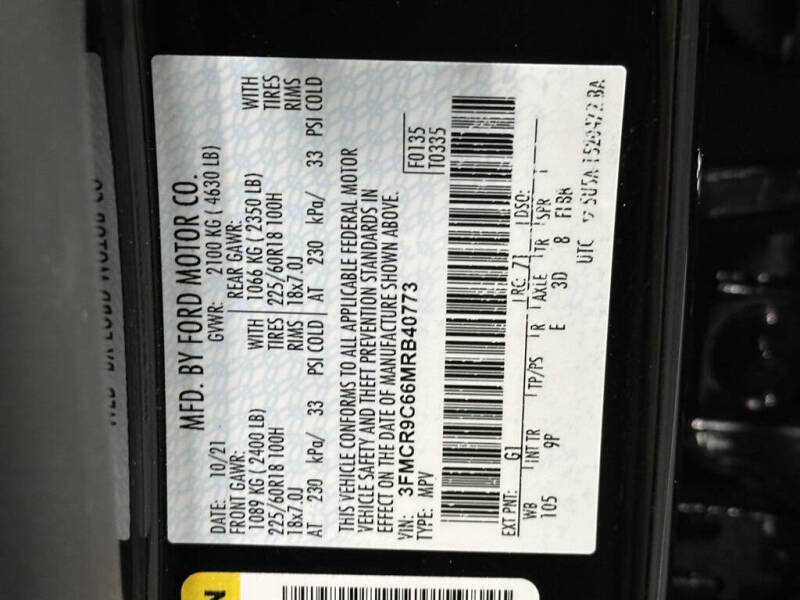 MFD. BY FORD MOTOR CO.
DATE: 10/21 GVWR: 2100 KG ( 4630 LB)
FRONT GAWR: REAR GAWR:
1089 KG ( 2400 LB) WITH 1066 KG ( 2350 LB) WITH
225/60R18 100H TIRES 225/60R18 100H TIRES
18x7.0J RIMS 18x7.0J RIMS
AT 230 kPa/ 33 PSI COLD AT 230 kPa/ 33 PSI COLD
THIS VEHICLE CONFORMS TO ALL APPLICABLE FEDERAL MOTOR
VEHICLE SAFETY AND THEFT PREVENTION STANDARDS IN
EFFECT ON THE DATE OF MANUFACTURE SHOWN ABOVE.
VIN: 3FMCR9C66MRB40773 F0135
TYPE: MPV T0335
EXT PNT: G1 RC: 71 DSO:
WB INT TR TP/PS R AXLE TR SPR
105 9P E 3D 8 FIBR
UTC
N